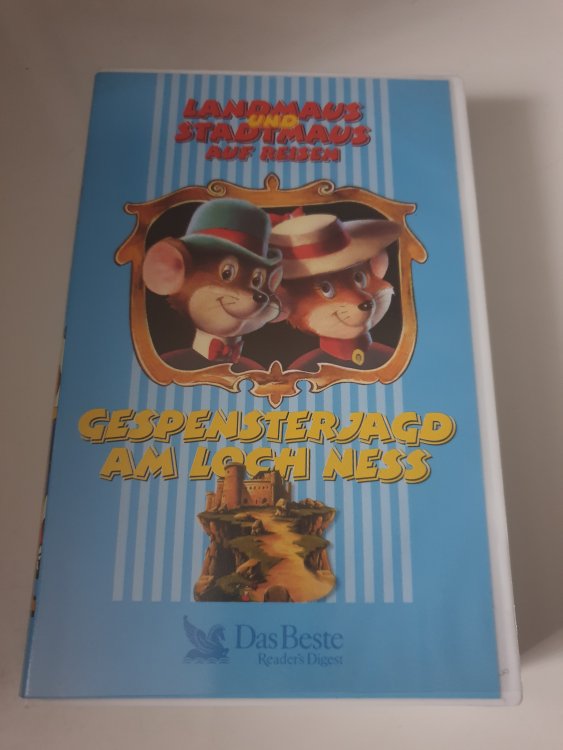 LANDMAUS
UND
STADTMAUS
AUF REISEN
GESPENSTERJAGD
AM LOCH NESS
Das Beste
Reader's Digest